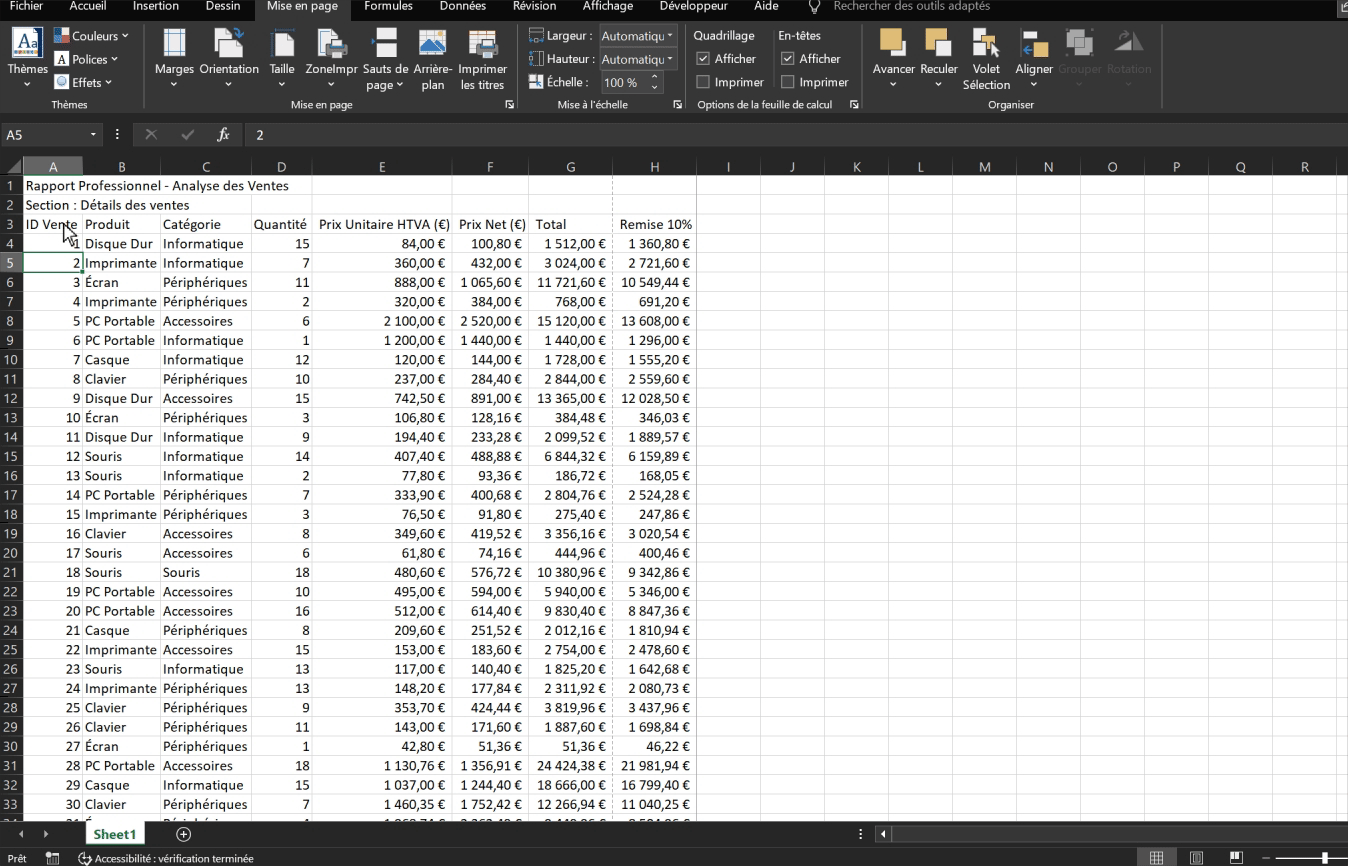 Fichier Accueil Insertion Dessin Mise en page Formules Données Révision Affichage Développeur Aide Rechercher des outils adaptés
Couleurs Largeur : Automatiqu Quadrillage En-têtes
Polices Hauteur : Automatiqu Afficher Afficher
Thèmes Marges Orientation Taille ZoneImpr Sauts de page Arrière-plan Imprimer les titres Avancer Reculer Volet Sélection Aligner Grouper Rotation
Effets Échelle : 100 % Imprimer Imprimer
Thèmes Mise en page Mise à l'échelle Options de la feuille de calcul Organiser
A5 fx 2
A B C D E F G H I J K L M N O P Q R
1 Rapport Professionnel - Analyse des Ventes
2 Section : Détails des ventes
3 ID Vente Produit Catégorie Quantité Prix Unitaire HTVA (€) Prix Net (€) Total Remise 10%
4 1 Disque Dur Informatique 15 84,00 € 100,80 € 1 512,00 € 1 360,80 €
5 2 Imprimante Informatique 7 360,00 € 432,00 € 3 024,00 € 2 721,60 €
6 3 Écran Périphériques 11 888,00 € 1 065,60 € 11 721,60 € 10 549,44 €
7 4 Imprimante Périphériques 2 320,00 € 384,00 € 768,00 € 691,20 €
8 5 PC Portable Accessoires 6 2 100,00 € 2 520,00 € 15 120,00 € 13 608,00 €
9 6 PC Portable Informatique 1 1 200,00 € 1 440,00 € 1 440,00 € 1 296,00 €
10 7 Casque Informatique 12 120,00 € 144,00 € 1 728,00 € 1 555,20 €
11 8 Clavier Périphériques 10 237,00 € 284,40 € 2 844,00 € 2 559,60 €
12 9 Disque Dur Accessoires 15 742,50 € 891,00 € 13 365,00 € 12 028,50 €
13 10 Écran Périphériques 3 106,80 € 128,16 € 384,48 € 346,03 €
14 11 Disque Dur Informatique 9 194,40 € 233,28 € 2 099,52 € 1 889,57 €
15 12 Souris Informatique 14 407,40 € 488,88 € 6 844,32 € 6 159,89 €
16 13 Souris Informatique 2 77,80 € 93,36 € 186,72 € 168,05 €
17 14 PC Portable Périphériques 7 333,90 € 400,68 € 2 804,76 € 2 524,28 €
18 15 Imprimante Périphériques 3 76,50 € 91,80 € 275,40 € 247,86 €
19 16 Clavier Accessoires 8 349,60 € 419,52 € 3 356,16 € 3 020,54 €
20 17 Souris Accessoires 6 61,80 € 74,16 € 444,96 € 400,46 €
21 18 Souris Souris 18 480,60 € 576,72 € 10 380,96 € 9 342,86 €
22 19 PC Portable Accessoires 10 495,00 € 594,00 € 5 940,00 € 5 346,00 €
23 20 PC Portable Accessoires 16 512,00 € 614,40 € 9 830,40 € 8 847,36 €
24 21 Casque Périphériques 8 209,60 € 251,52 € 2 012,16 € 1 810,94 €
25 22 Imprimante Accessoires 15 153,00 € 183,60 € 2 754,00 € 2 478,60 €
26 23 Souris Informatique 13 117,00 € 140,40 € 1 825,20 € 1 642,68 €
27 24 Imprimante Périphériques 13 148,20 € 177,84 € 2 311,92 € 2 080,73 €
28 25 Clavier Périphériques 9 353,70 € 424,44 € 3 819,96 € 3 437,96 €
29 26 Clavier Périphériques 11 143,00 € 171,60 € 1 887,60 € 1 698,84 €
30 27 Écran Périphériques 1 42,80 € 51,36 € 51,36 € 46,22 €
31 28 PC Portable Accessoires 18 1 130,76 € 1 356,91 € 24 424,38 € 21 981,94 €
32 29 Casque Informatique 15 1 037,00 € 1 244,40 € 18 666,00 € 16 799,40 €
33 30 Clavier Périphériques 7 1 460,35 € 1 752,42 € 12 266,94 € 11 040,25 €
Sheet1
Prêt Accessibilité : vérification terminée